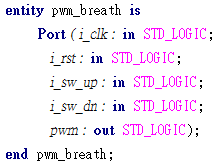 entity pwm_breath is
Port ( i_clk : in STD_LOGIC;
i_rst : in STD_LOGIC;
i_sw_up : in STD_LOGIC;
i_sw_dn : in STD_LOGIC;
pwm : out STD_LOGIC);
end pwm_breath;